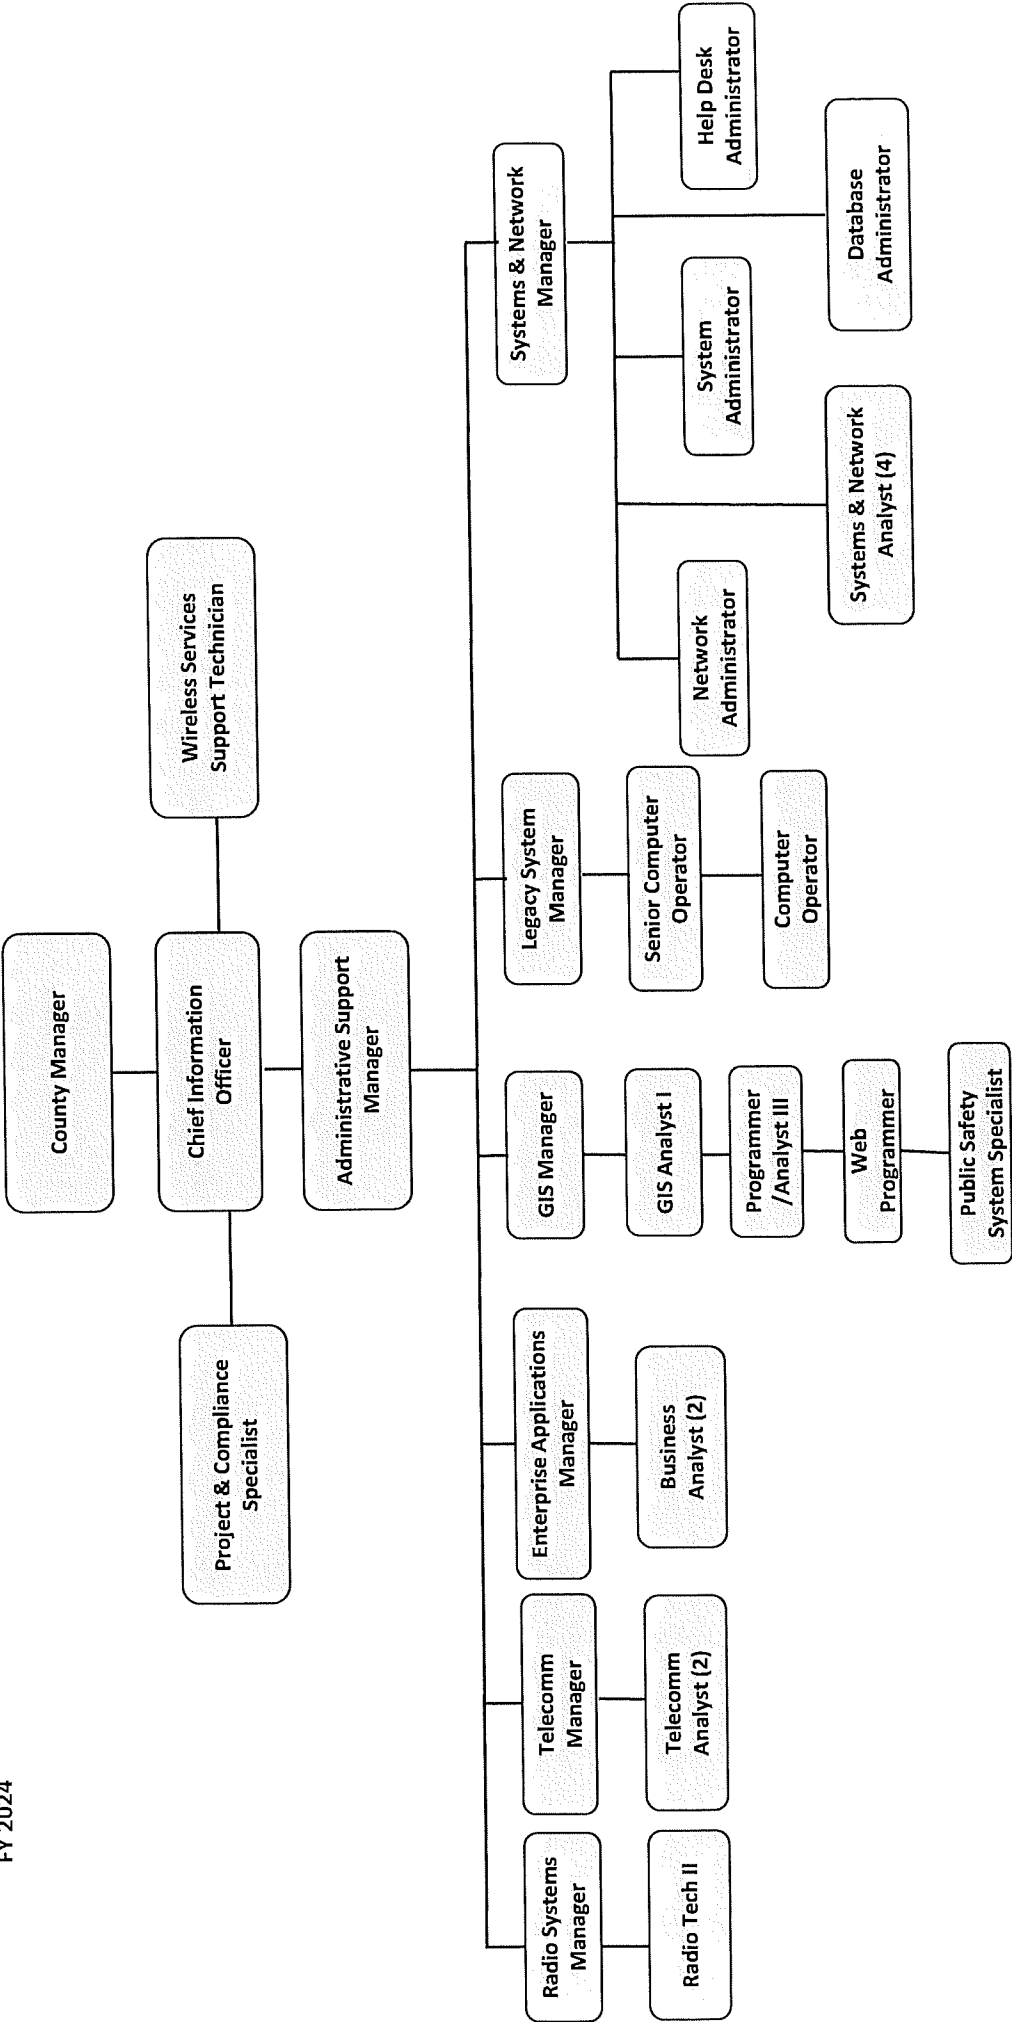 FY 2024
County Manager
Project & Compliance
Specialist
Chief Information
Officer
Wireless Services
Support Technician
Administrative Support
Manager
Radio Systems
Manager
Telecomm
Manager
Enterprise Applications
Manager
GIS Manager
Legacy System
Manager
Systems & Network
Manager
Radio Tech II
Telecomm
Analyst (2)
Business
Analyst (2)
GIS Analyst I
Programmer
/Analyst III
Web
Programmer
Public Safety
System Specialist
Senior Computer
Operator
Computer
Operator
Network
Administrator
System
Administrator
Help Desk
Administrator
Systems & Network
Analyst (4)
Database
Administrator